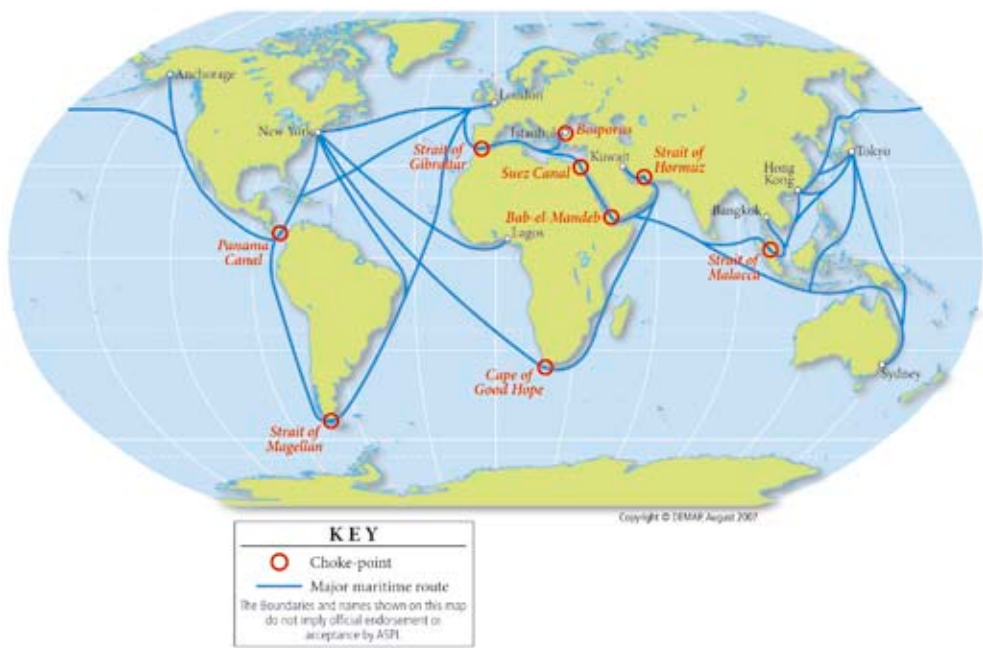 Anchorage
London
New York
Istanbul
Bosporus
Strait of
Gibraltar
Suez Canal
Kuwait
Strait of
Hormuz
Tokyo
Hong
Kong
Bangkok
Bab-el-Mandeb
Lagos
Panama
Canal
Strait of
Malacca
Cape of
Good Hope
Sydney
Strait of
Magellan
Copyright © DEMAP, August 2007
KEY
Choke-point
Major maritime route
The Boundaries and names shown on this map
do not imply official endorsement or
acceptance by ASPI.